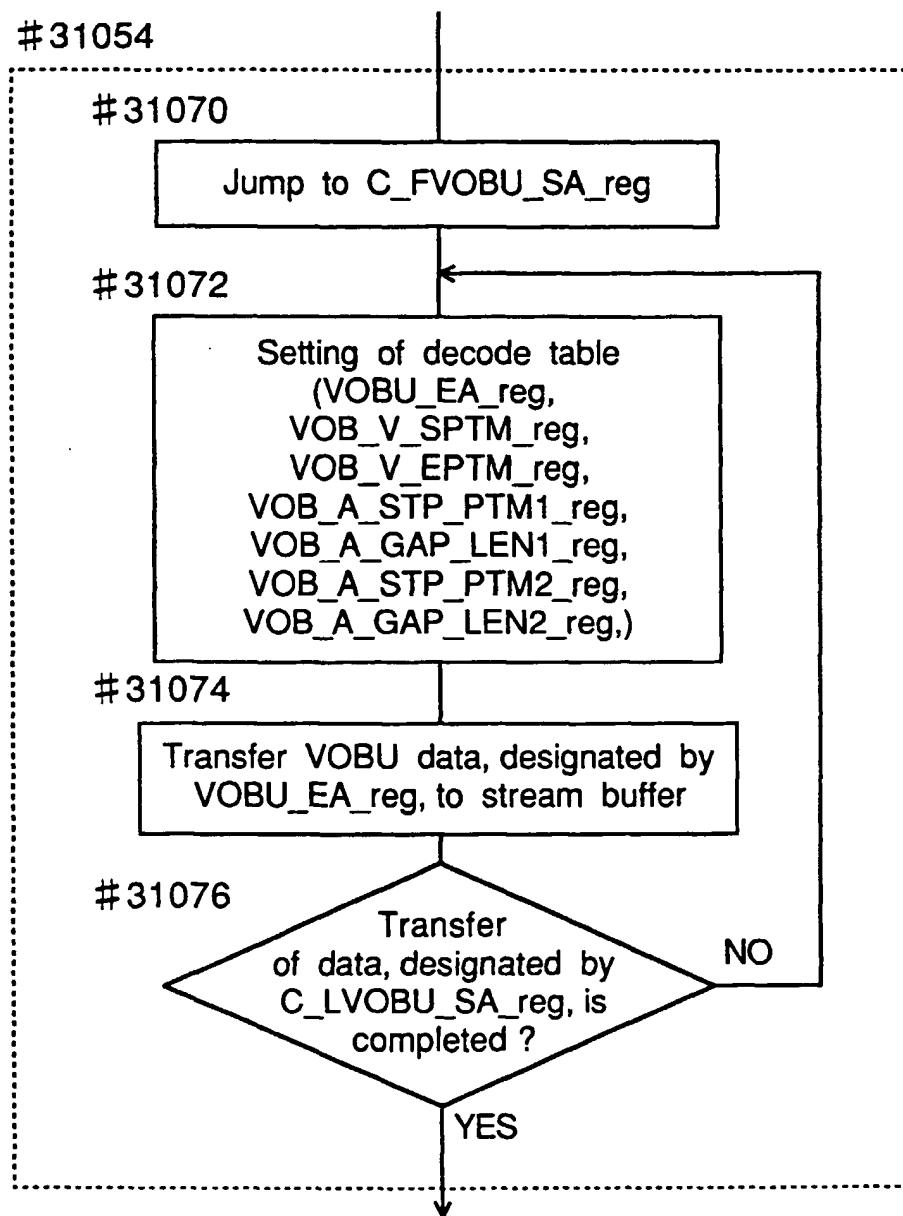 #31054
#31070
Jump to C_FVOBU_SA_reg
#31072
Setting of decode table
(VOBU_EA_reg,
VOB_V_SPTM_reg,
VOB_V_EPTM_reg,
VOB_A_STP_PTM1_reg,
VOB_A_GAP_LEN1_reg,
VOB_A_STP_PTM2_reg,
VOB_A_GAP_LEN2_reg,)
#31074
Transfer VOBU data, designated by
VOBU_EA_reg, to stream buffer
#31076
Transfer
of data, designated by
C_LVOBU_SA_reg, is
completed ?
NO
YES